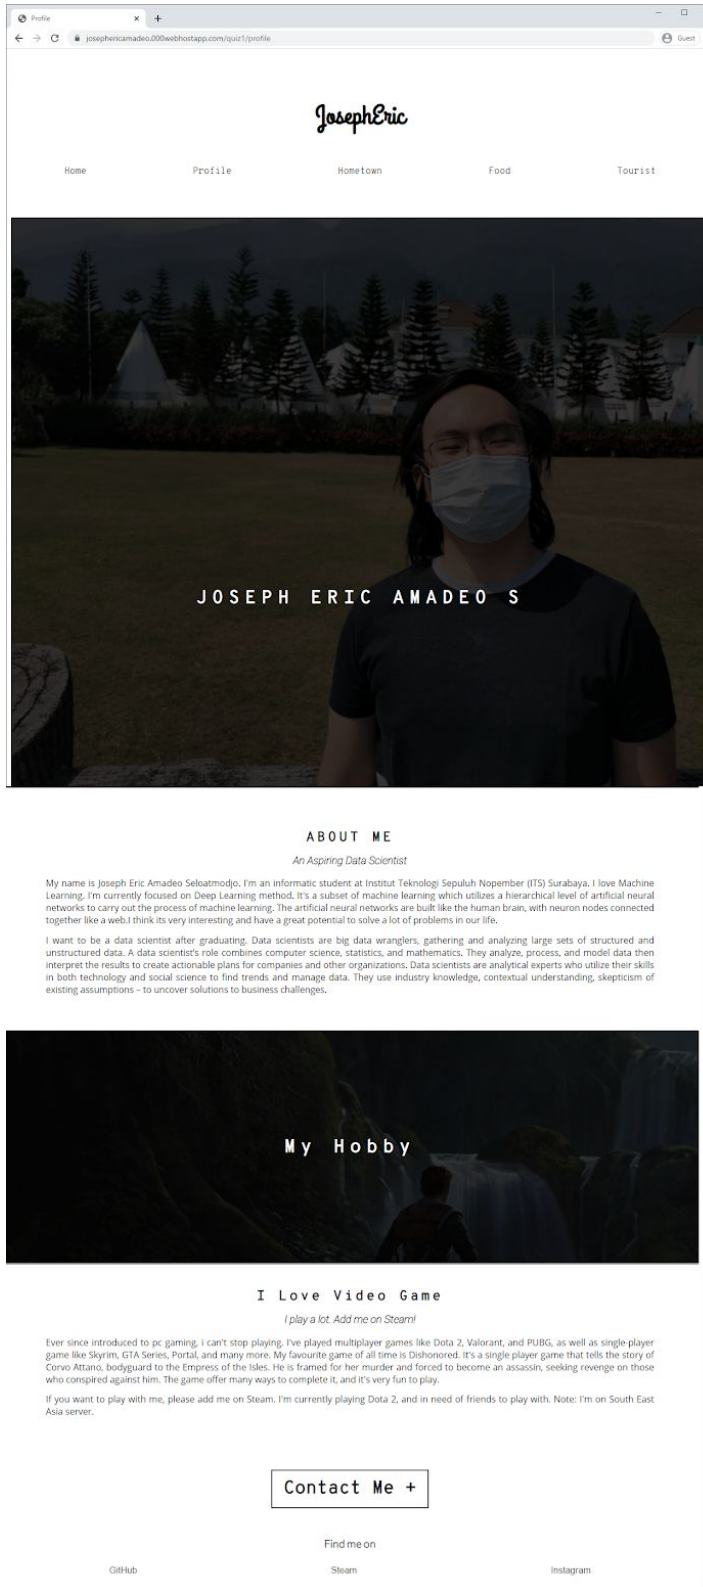 Profile
josephericamadeo.000webhostapp.com/quiz1/profile
Guest
JosephEric
Home Profile Hometown Food Tourist
JOSEPH ERIC AMADEO S
ABOUT ME
An Aspiring Data Scientist
My name is Joseph Eric Amadeo Seloatmodjo. I'm an informatic student at Institut Teknologi Sepuluh Nopember (ITS) Surabaya. I love Machine
Learning. I'm currently focused on Deep Learning method. It's a subset of machine learning which utilizes a hierarchical level of artificial neural
networks to carry out the process of machine learning. The artificial neural networks are built like the human brain, with neuron nodes connected
together like a web.I think its very interesting and have a great potential to solve a lot of problems in our life.
I want to be a data scientist after graduating. Data scientists are big data wranglers, gathering and analyzing large sets of structured and
unstructured data. A data scientist's role combines computer science, statistics, and mathematics. They analyze, process, and model data then
interpret the results to create actionable plans for companies and other organizations. Data scientists are analytical experts who utilize their skills
in both technology and social science to find trends and manage data. They use industry knowledge, contextual understanding, skepticism of
existing assumptions – to uncover solutions to business challenges.
My Hobby
I Love Video Game
I play a lot. Add me on Steam!
Ever since introduced to pc gaming, i can't stop playing. I've played multiplayer games like Dota 2, Valorant, and PUBG, as well as single-player
game like Skyrim, GTA Series, Portal, and many more. My favourite game of all time is Dishonored. It's a single player game that tells the story of
Corvo Attano, bodyguard to the Empress of the Isles. He is framed for her murder and forced to become an assassin, seeking revenge on those
who conspired against him. The game offer many ways to complete it, and it's very fun to play.
If you want to play with me, please add me on Steam. I'm currently playing Dota 2, and in need of friends to play with. Note: I'm on South East
Asia server.
Contact Me +
Find me on
GitHub Steam Instagram